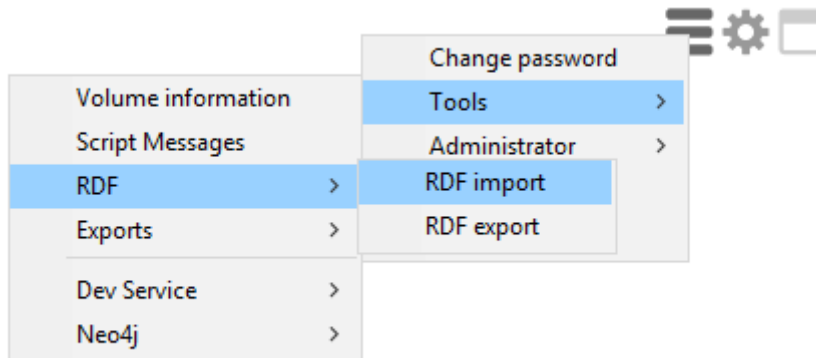 Change password
Tools
Administrator
Volume information
Script Messages
RDF
Exports
Dev Service
Neo4j
RDF import
RDF export